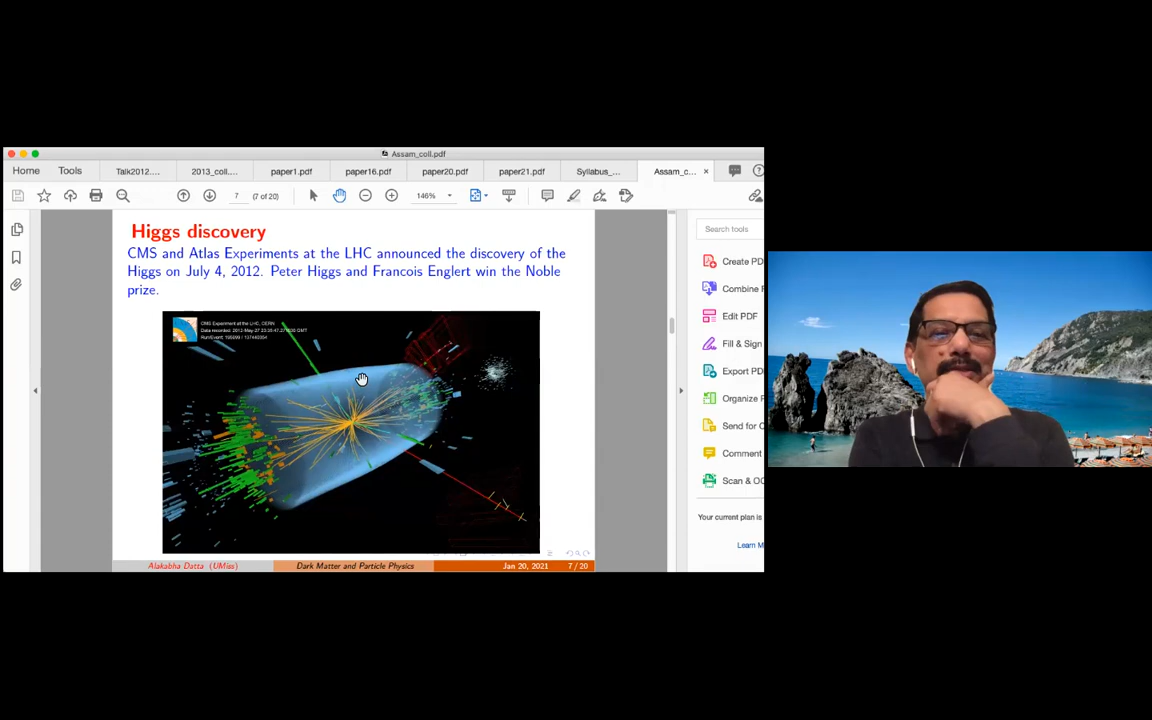 Assam_coll.pdf
Home Tools Talk2012.... 2013_coll.... paper1.pdf paper16.pdf paper20.pdf paper21.pdf Syllabus_... Assam_c... ×
7 (7 of 20) 146%
Search tools
Higgs discovery
CMS and Atlas Experiments at the LHC announced the discovery of the
Higgs on July 4, 2012. Peter Higgs and Francois Englert win the Noble
prize.
CMS Experiment at the LHC, CERN
Create PD
Combine F
Edit PDF
Fill & Sign
Export PD
Organize P
Send for C
Comment
Scan & OC
Your current plan is
Learn M
Alakabha Datta (UMiss) Dark Matter and Particle Physics Jan 20, 2021 7 / 20